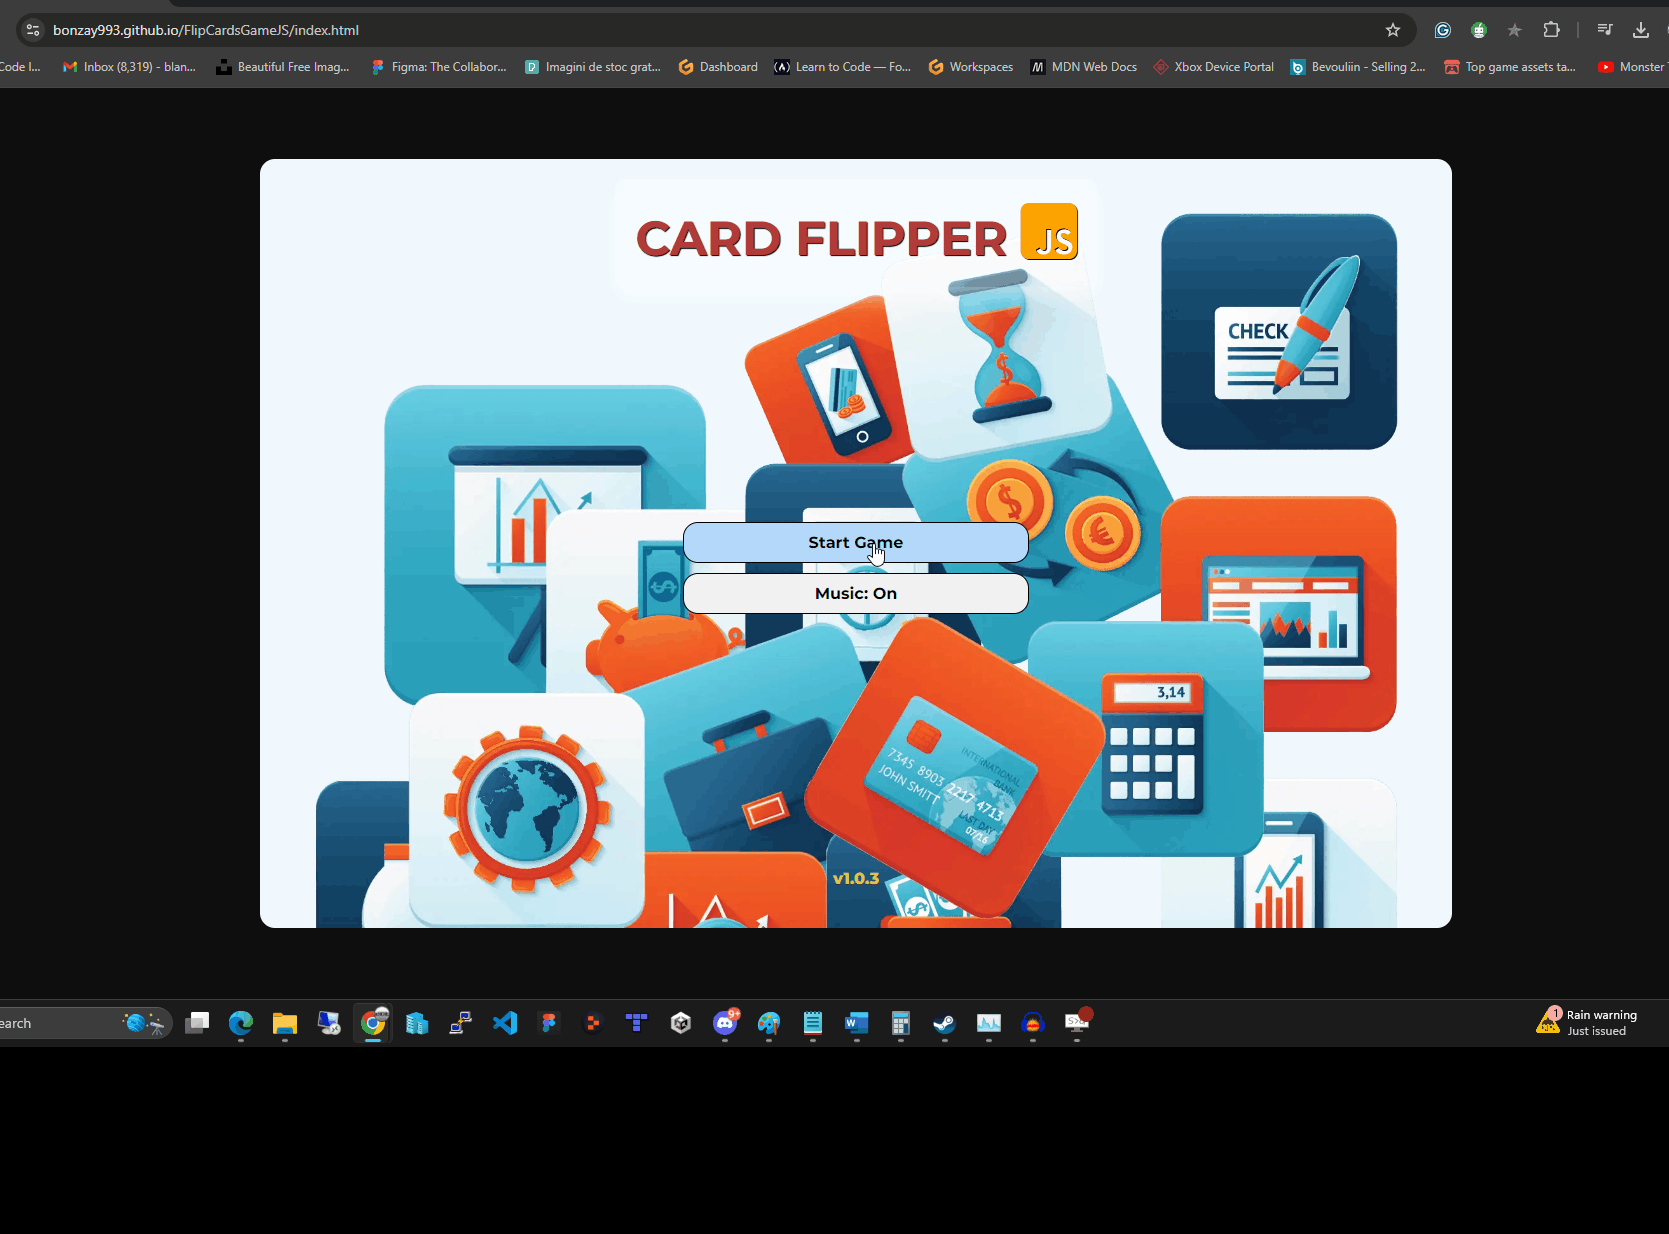 bonzay993.github.io/FlipCardsGameJS/index.html
Code I...
Inbox (8,319) - blan...
Beautiful Free Imag...
Figma: The Collabor...
Imagini de stoc grat...
Dashboard
Learn to Code — Fo...
Workspaces
MDN Web Docs
Xbox Device Portal
Bevouliin - Selling 2...
Top game assets ta...
Monster
CARD FLIPPER JS
CHECK
Start Game
Music: On
3,14
INTERNATIONAL
BANK
7345 8903 2217 4713
JOHN SMITT
LAST DAY
07/16
v1.0.3
earch
9+
1
Rain warning
Just issued